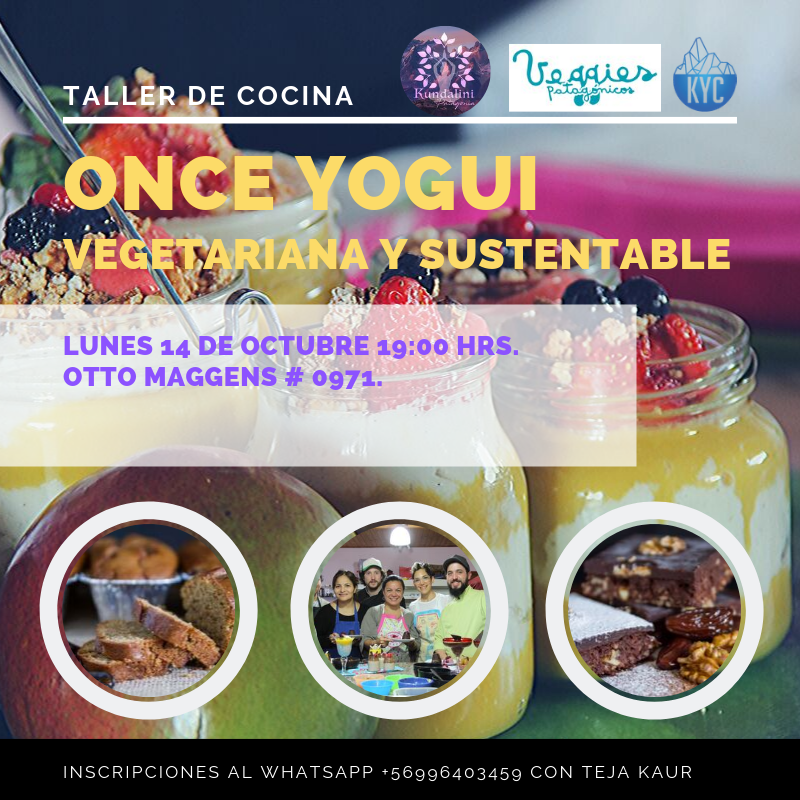 Kundalini
Patagonia
Veggies
patagónicos
KYC
TALLER DE COCINA
ONCE YOGUI
VEGETARIANA Y SUSTENTABLE
LUNES 14 DE OCTUBRE 19:00 HRS.
OTTO MAGGENS # 0971.
INSCRIPCIONES AL WHATSAPP +56996403459 CON TEJA KAUR